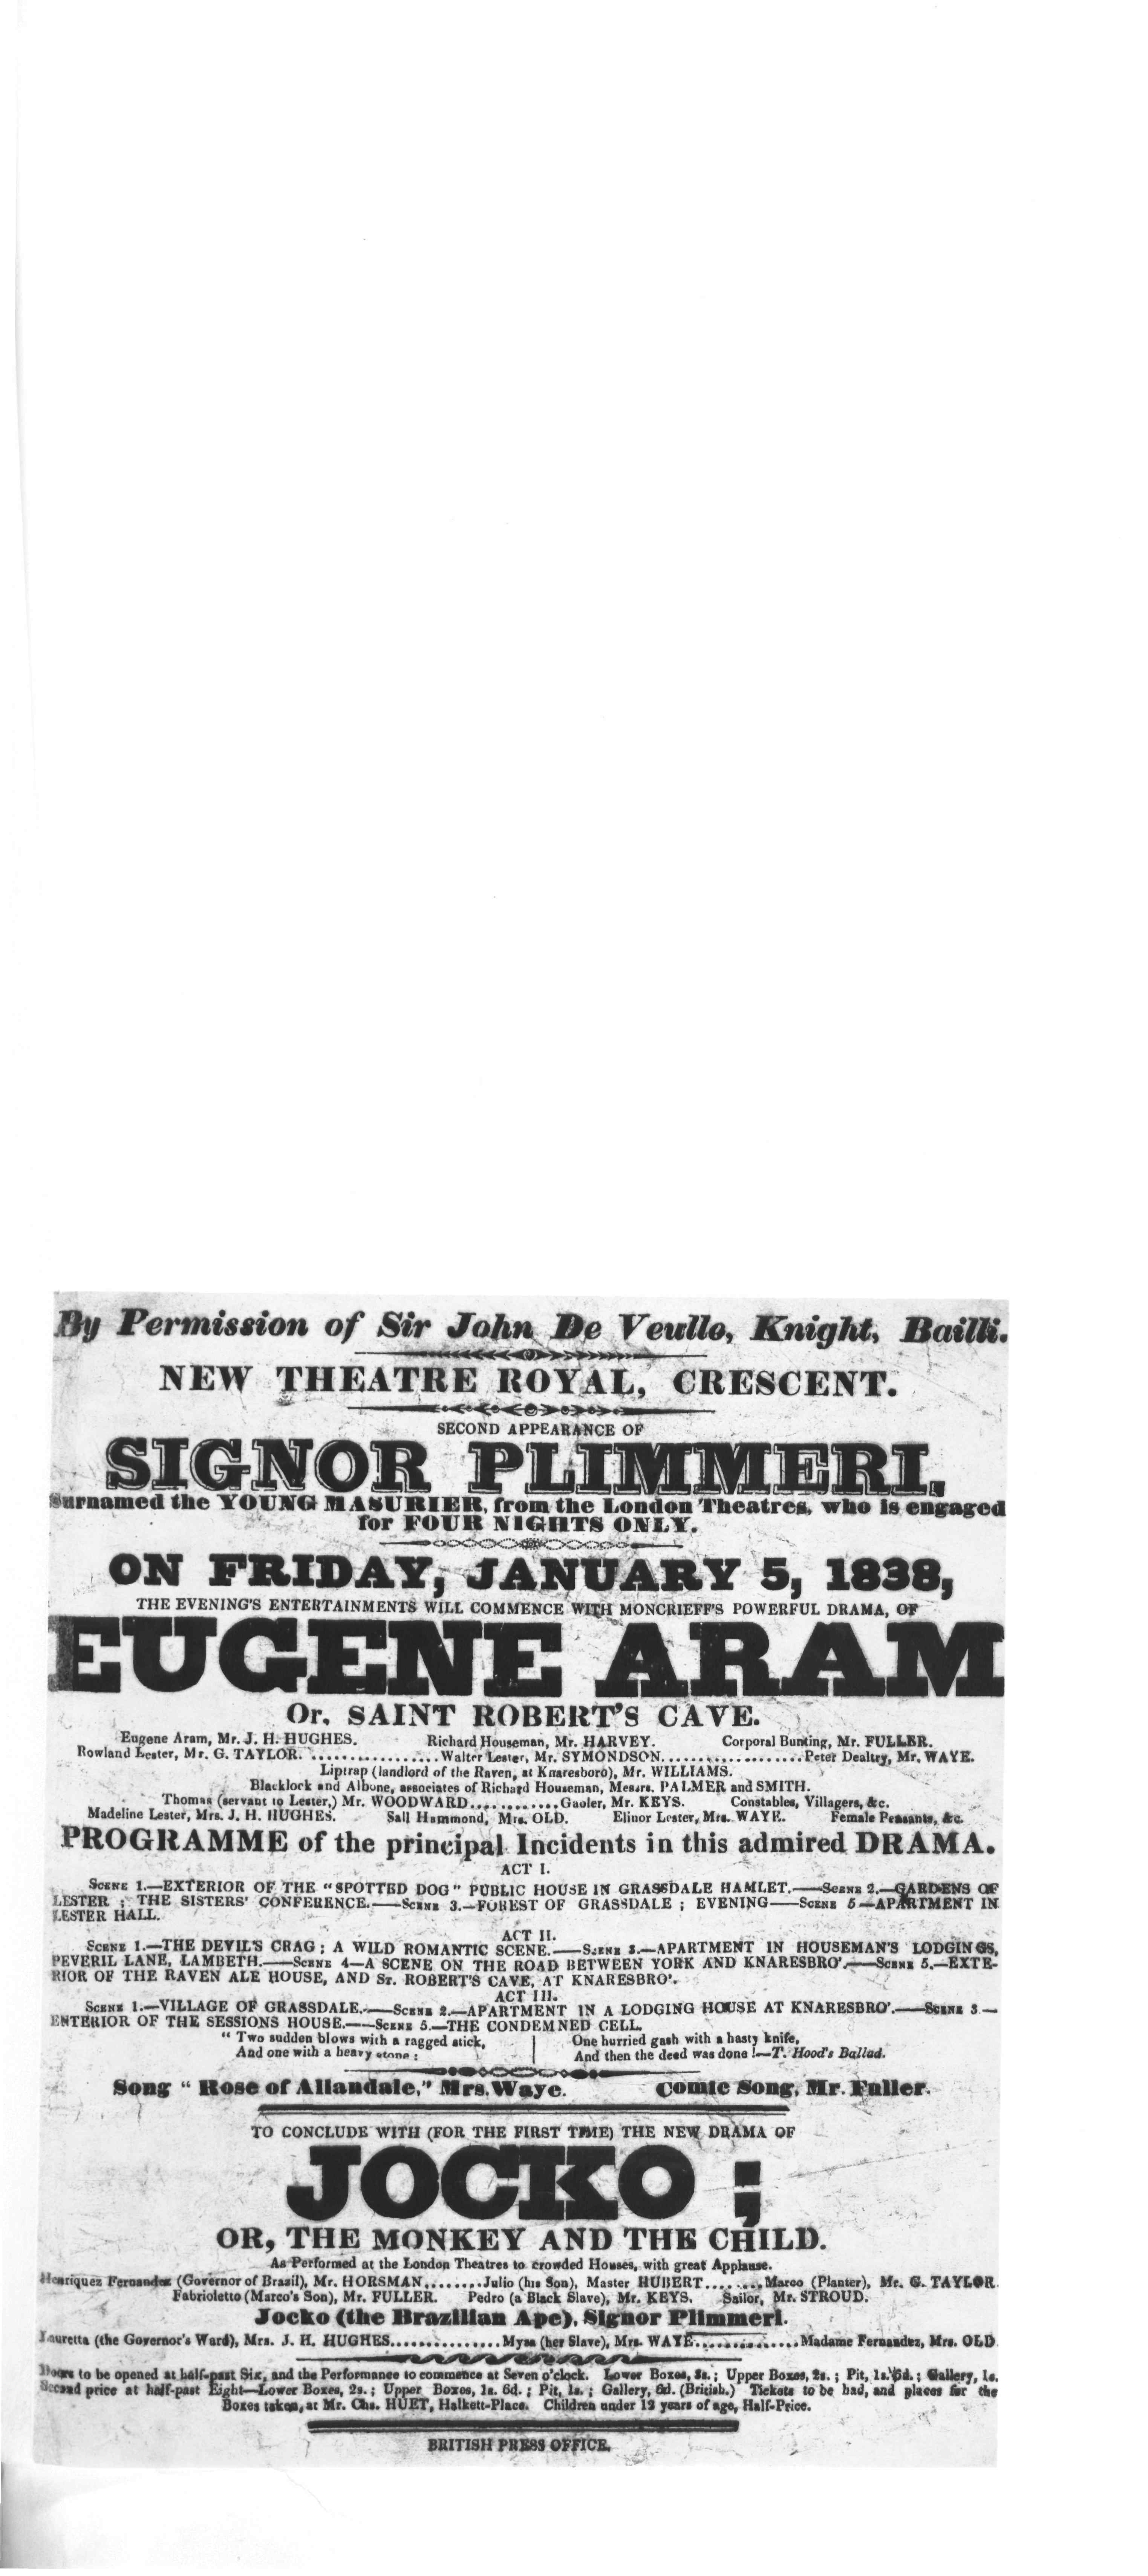 By Permission of Sir John De Veulle, Knight, Bailli.
NEW THEATRE ROYAL, CRESCENT.
SECOND APPEARANCE OF
SIGNOR PLIMMERI,
Surnamed the YOUNG MASURIER, from the London Theatres, who is engaged
for FOUR NIGHTS ONLY.
ON FRIDAY, JANUARY 5, 1838,
THE EVENING'S ENTERTAINMENTS WILL COMMENCE WITH MONCRIEFF'S POWERFUL DRAMA, OF
EUGENE ARAM
Or, SAINT ROBERT'S CAVE.
Eugene Aram, Mr. J. H. HUGHES. Richard Houseman, Mr. HARVEY. Corporal Bunting, Mr. FULLER.
Rowland Lester, Mr. G. TAYLOR. ................Walter Lester, Mr. SYMONDSON..................Peter Dealtry, Mr. WAYE.
Liptrap (landlord of the Raven, at Knaresboro), Mr. WILLIAMS.
Blacklock and Albone, associates of Richard Houseman, Messrs. PALMER and SMITH.
Thomas (servant to Lester,) Mr. WOODWARD............Gaoler, Mr. KEYS. Constables, Villagers, &c.
Madeline Lester, Mrs. J. H. HUGHES. Sall Hammond, Mrs. OLD. Elinor Lester, Mrs. WAYE. Female Peasants, &c.
PROGRAMME of the principal Incidents in this admired DRAMA.
ACT I.
SCENE 1.—EXTERIOR OF THE "SPOTTED DOG" PUBLIC HOUSE IN GRASSDALE HAMLET.——SCENE 2.—GARDENS OF
LESTER ; THE SISTERS' CONFERENCE.——SCENE 3.—FOREST OF GRASSDALE ; EVENING——SCENE 5—APARTMENT IN
LESTER HALL.
ACT II.
SCENE 1.—THE DEVIL'S CRAG ; A WILD ROMANTIC SCENE.——SCENE 3.—APARTMENT IN HOUSEMAN'S LODGINGS,
PEVERIL LANE, LAMBETH.——SCENE 4—A SCENE ON THE ROAD BETWEEN YORK AND KNARESBRO'.——SCENE 5.—EXTE-
RIOR OF THE RAVEN ALE HOUSE, AND ST. ROBERT'S CAVE, AT KNARESBRO'.
ACT III.
SCENE 1.—VILLAGE OF GRASSDALE.——SCENE 2.—APARTMENT IN A LODGING HOUSE AT KNARESBRO'.——SCENE 3—
ENTERIOR OF THE SESSIONS HOUSE.——SCENE 5.—THE CONDEMNED CELL.
"Two sudden blows with a ragged stick,
And one with a heavy stone :
One hurried gash with a hasty knife,
And then the deed was done !—T. Hood's Ballad.
Song "Rose of Allandale," Mrs. Waye. Comic Song, Mr. Fuller.
TO CONCLUDE WITH (FOR THE FIRST TIME) THE NEW DRAMA OF
JOCKO ;
OR, THE MONKEY AND THE CHILD.
As Performed at the London Theatres to crowded Houses, with great Applause.
Henriquez Fernandez (Governor of Brazil), Mr. HORSMAN........Julio (his Son), Master HUBERT........Marco (Planter), Mr. G. TAYLOR
Fabrioletto (Marco's Son), Mr. FULLER. Pedro (a Black Slave), Mr. KEYS. Sailor, Mr. STROUD.
Jocko (the Brazilian Ape), Signor Plimmeri.
Lauretta (the Governor's Ward), Mrs. J. H. HUGHES...............Mysa (her Slave), Mrs. WAYE..............Madame Fernandez, Mrs. OLD
Doors to be opened at half-past Six, and the Performance to commence at Seven o'clock. Lower Boxes, 3s. ; Upper Boxes, 2s. ; Pit, 1s. 6d. ; Gallery, 1s.
Second price at half-past Eight—Lower Boxes, 2s. ; Upper Boxes, 1s. 6d. ; Pit, 1s. ; Gallery, 6d. (British.) Tickets to be had, and places for the
Boxes taken, at Mr. Chs. HUET, Halkett-Place. Children under 12 years of age, Half-Price.
BRITISH PRESS OFFICE.